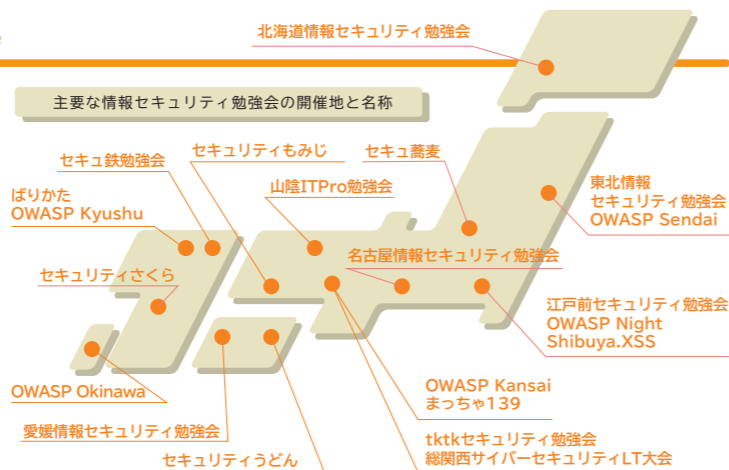 北海道情報セキュリティ勉強会
主要な情報セキュリティ勉強会の開催地と名称
セキュリティもみじ
セキュ蕎麦
セキュ鉄勉強会
山陰ITPro勉強会
東北情報
セキュリティ勉強会
OWASP Sendai
ばりかた
OWASP Kyushu
名古屋情報セキュリティ勉強会
セキュリティさくら
江戸前セキュリティ勉強会
OWASP Night
Shibuya.XSS
OWASP Okinawa
OWASP Kansai
まっちゃ139
愛媛情報セキュリティ勉強会
tktkセキュリティ勉強会
総関西サイバーセキュリティLT大会
セキュリティうどん